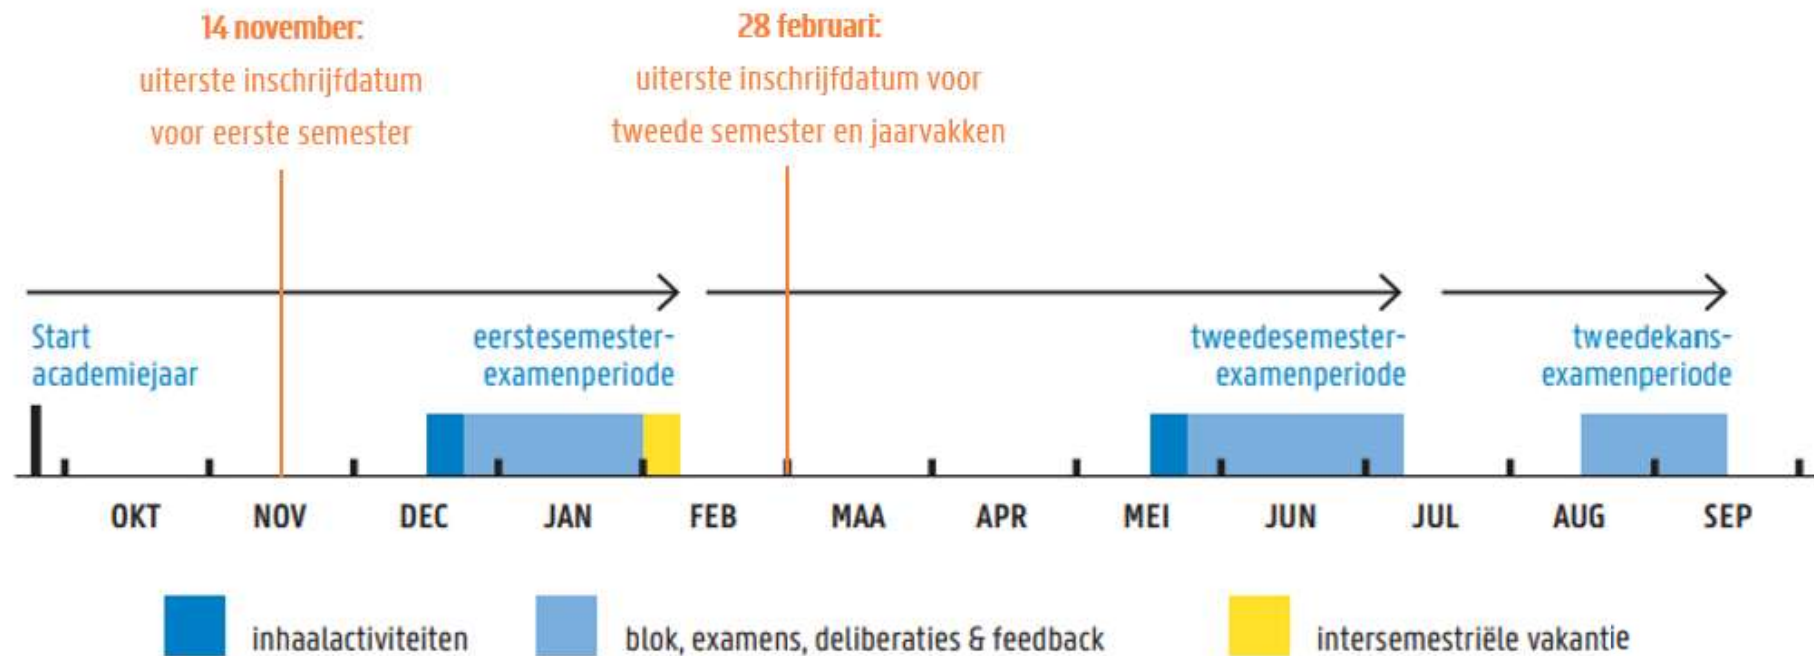 14 november:
uiterste inschrijfdatum
voor eerste semester
28 februari:
uiterste inschrijfdatum voor
tweede semester en jaarvakken
Start
academiejaar
eerstesemester-
examenperiode
tweedesemester-
examenperiode
tweedekans-
examenperiode
OKT NOV DEC JAN FEB MAA APR MEI JUN JUL AUG SEP
inhaalactiviteiten blok, examens, deliberaties & feedback intersemestriële vakantie